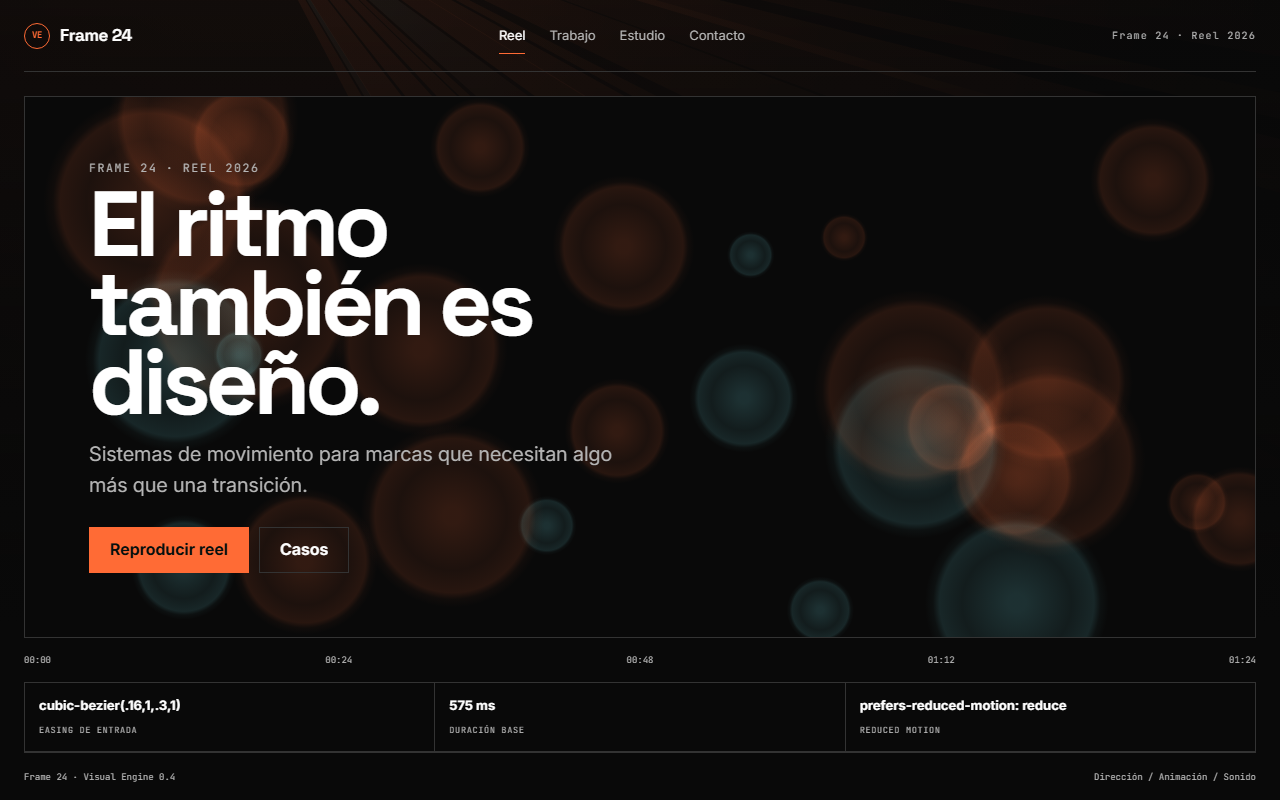 VE
Frame 24
Reel
Trabajo
Estudio
Contacto
Frame 24 · Reel 2026
FRAME 24 · REEL 2026
El ritmo
también es
diseño.
Sistemas de movimiento para marcas que necesitan algo
más que una transición.
Reproducir reel
Casos
00:00
00:24
00:48
01:12
01:24
cubic-bezier(.16,1,.3,1)
EASING DE ENTRADA
575 ms
DURACIÓN BASE
prefers-reduced-motion: reduce
REDUCED MOTION
Frame 24 · Visual Engine 0.4
Dirección / Animación / Sonido